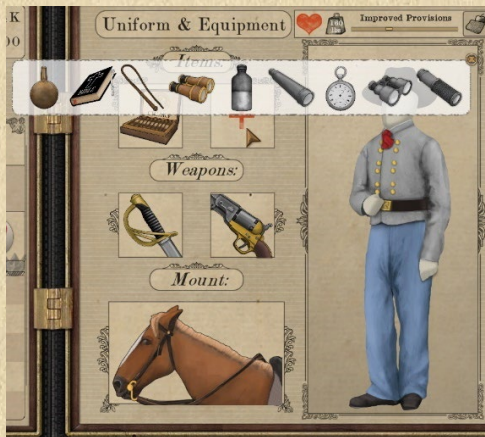 K
Uniform & Equipment
Improved Provisions
Items:
Weapons:
Mount: